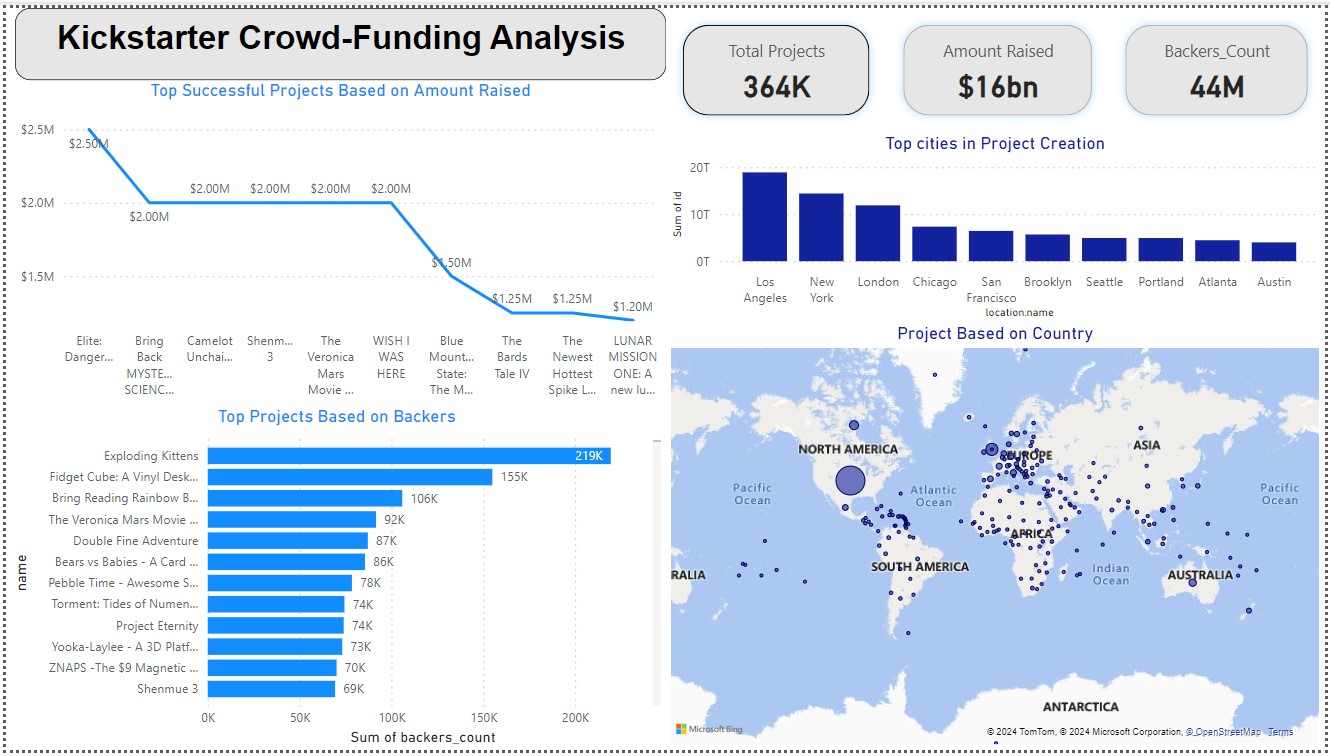 Kickstarter Crowd-Funding Analysis
Top Successful Projects Based on Amount Raised
$2.5M
$2.0M
$1.5M
$2.50M
$2.00M
$2.00M
$2.00M
$2.00M
$2.00M
$1.50M
$1.25M
$1.25M
$1.20M
Elite:
Danger...
Bring
Back
MYSTE...
SCIENC...
Camelot
Unchai...
Shenm...
3
The
Veronica
Mars
Movie ...
WISH I
WAS
HERE
Blue
Mount...
State:
The M...
The
Bards
Tale IV
The
Newest
Hottest
Spike L...
LUNAR
MISSION
ONE: A
new lu...
Top Projects Based on Backers
name
Exploding Kittens
219K
Fidget Cube: A Vinyl Desk...
155K
Bring Reading Rainbow B...
106K
The Veronica Mars Movie ...
92K
Double Fine Adventure
87K
Bears vs Babies - A Card ...
86K
Pebble Time - Awesome S...
78K
Torment: Tides of Numen...
74K
Project Eternity
74K
Yooka-Laylee - A 3D Platf...
73K
ZNAPS -The $9 Magnetic ...
70K
Shenmue 3
69K
0K
50K
100K
150K
200K
Sum of backers_count
Total Projects
364K
Amount Raised
$16bn
Backers_Count
44M
Top cities in Project Creation
Sum of id
20T
10T
0T
Los
Angeles
New
York
London
Chicago
San
Francisco
Brooklyn
Seattle
Portland
Atlanta
Austin
location.name
Project Based on Country
NORTH AMERICA
EUROPE
ASIA
Pacific
Ocean
Atlantic
Ocean
Pacific
Ocean
AFRICA
SOUTH AMERICA
Indian
Ocean
RALIA
AUSTRALIA
ANTARCTICA
Microsoft Bing
© 2024 TomTom, © 2024 Microsoft Corporation, © OpenStreetMap Terms